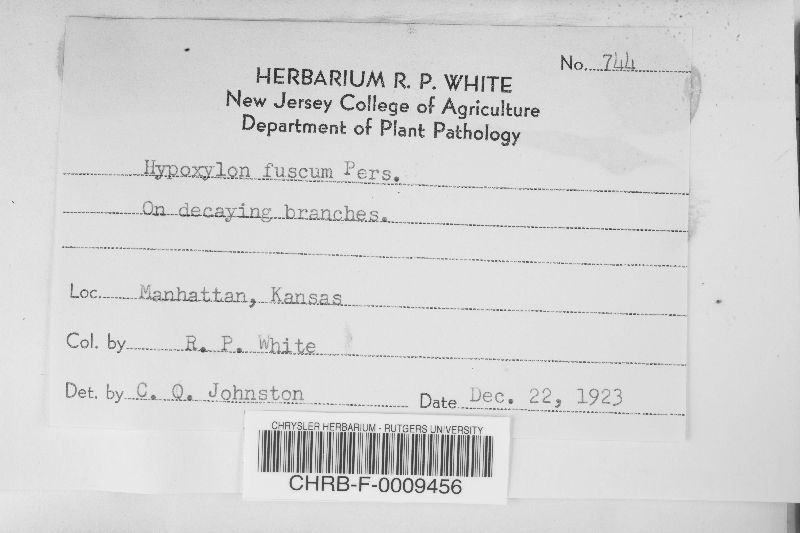 No. 744
HERBARIUM R. P. WHITE
New Jersey College of Agriculture
Department of Plant Pathology
Hypoxylon fuscum Pers.
On decaying branches.
Loc. Manhattan, Kansas
Col. by R. P. White
Det. by C. O. Johnston Date Dec. 22, 1923
CHRYSLER HERBARIUM - RUTGERS UNIVERSITY
CHRB-F-0009456